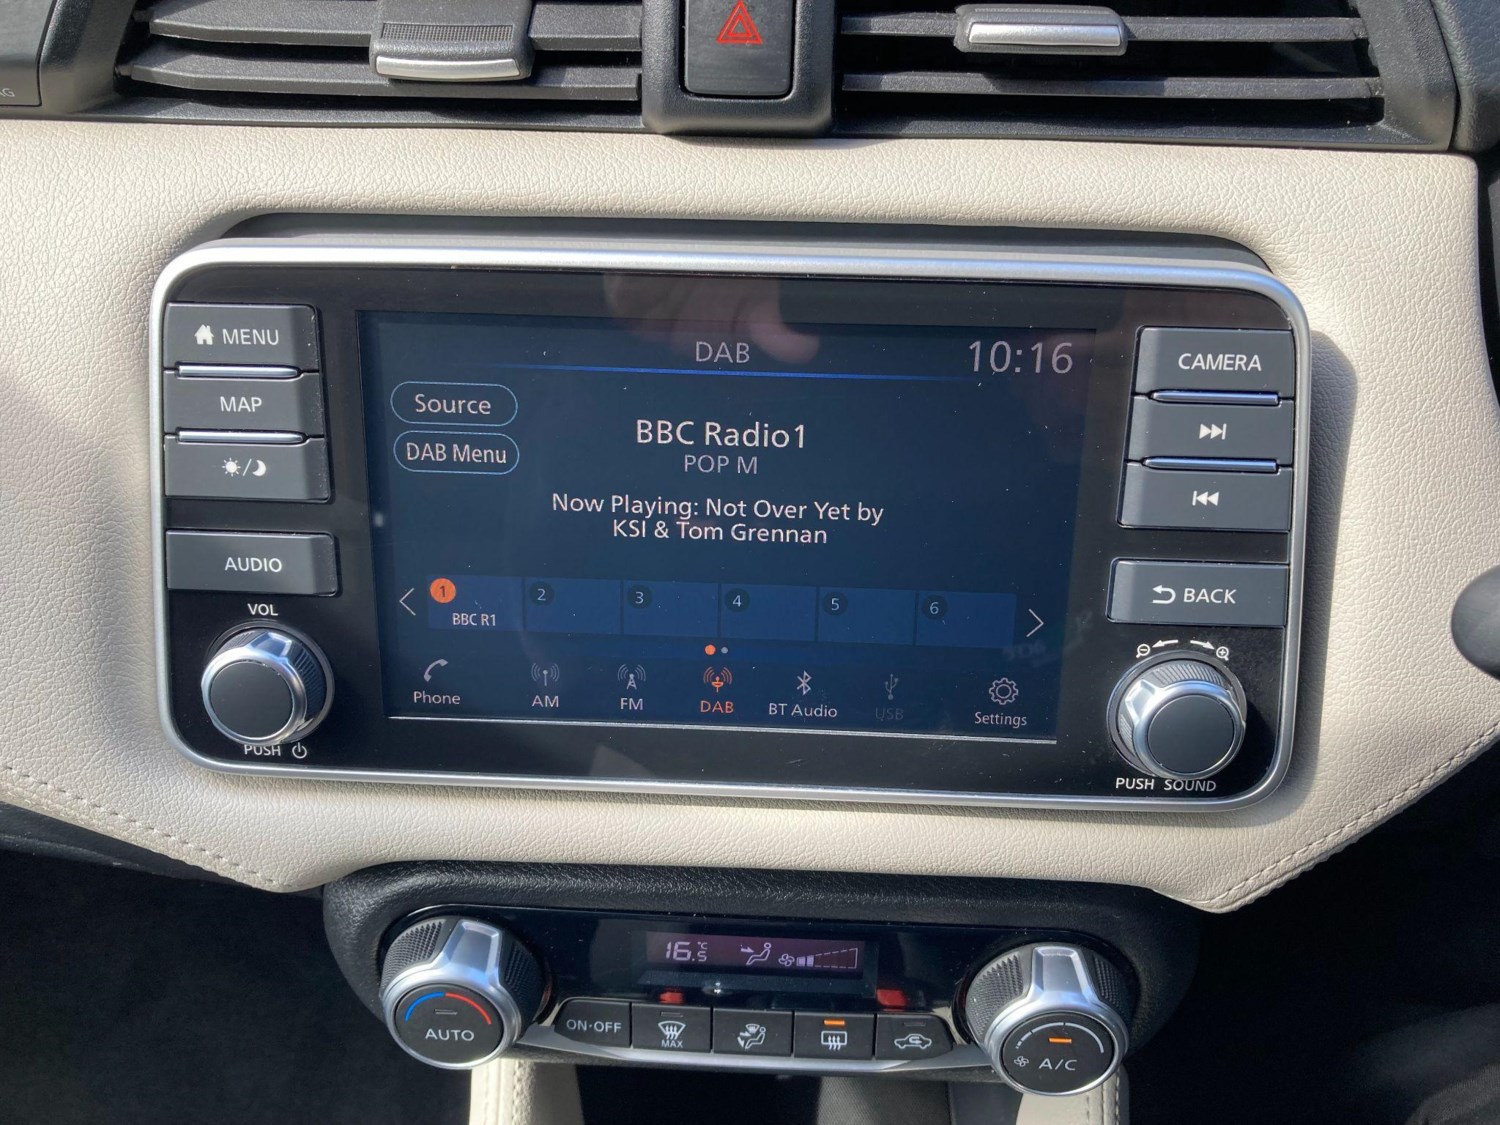 MENU
MAP
AUDIO
VOL
PUSH
DAB
10:16
Source
DAB Menu
BBC Radio1
POP M
Now Playing: Not Over Yet by
KSI & Tom Grennan
1 2 3 4 5 6
BBC R1
Phone
AM
FM
DAB
BT Audio
USB
Settings
CAMERA
BACK
PUSH SOUND
16.5 °C
AUTO
ON·OFF
MAX
A/C